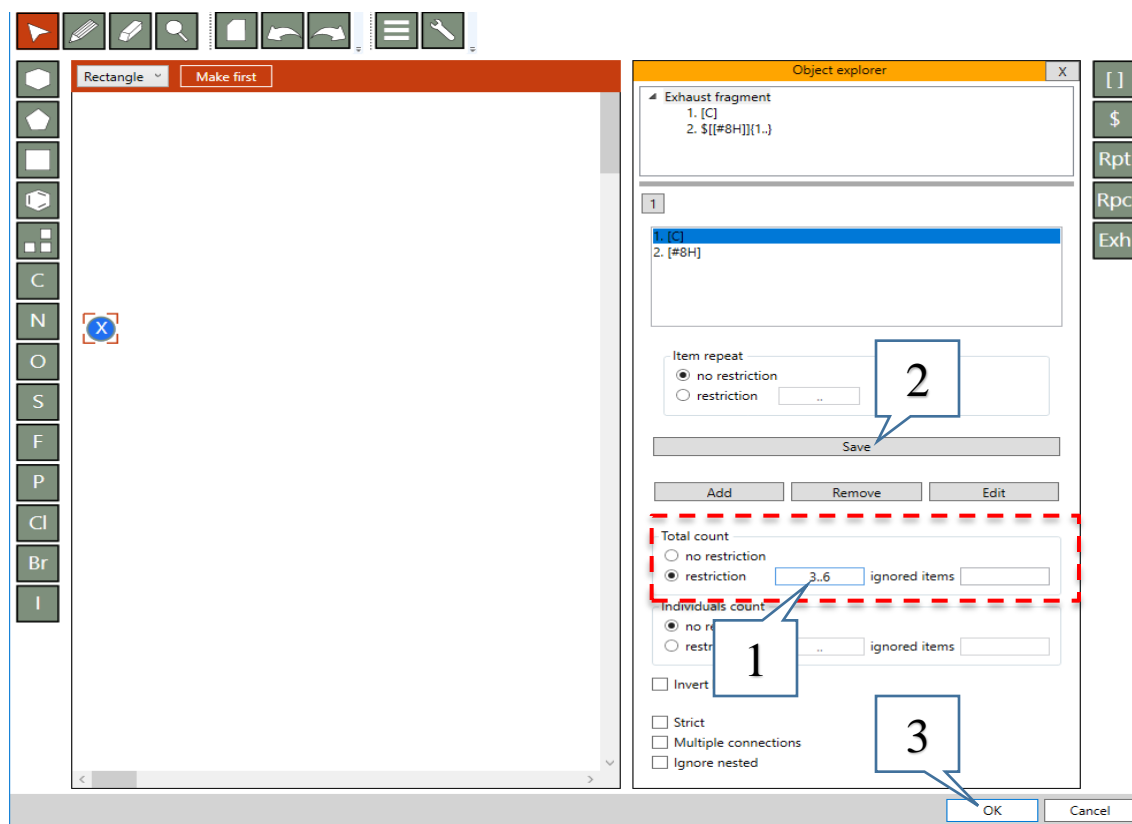 Rectangle Make first
Object explorer X
Exhaust fragment
1. [C]
2. $[[#8H]]{1..}
1
1. [C]
2. [#8H]
Item repeat
no restriction
restriction ..
2
Save
Add Remove Edit
Total count
no restriction
restriction 3..6 ignored items
Individuals count
no re
restr .. ignored items
1
Invert
Strict
Multiple connections
Ignore nested
3
OK Cancel
C
N
O
S
F
P
Cl
Br
I
X
[ ]
$
Rpt
Rpc
Exh